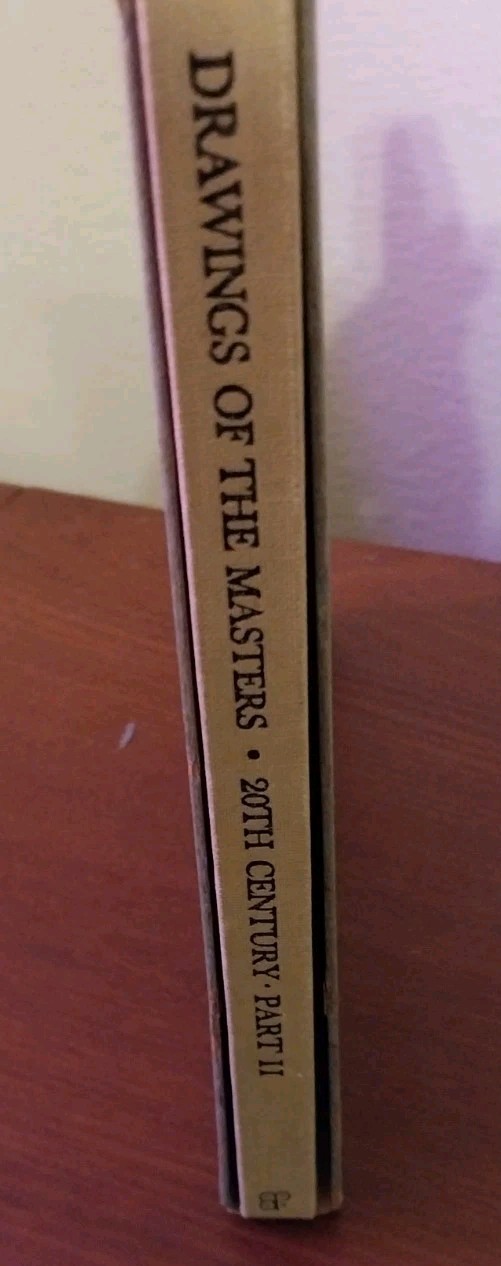 DRAWINGS OF THE MASTERS • 20TH CENTURY · PART II